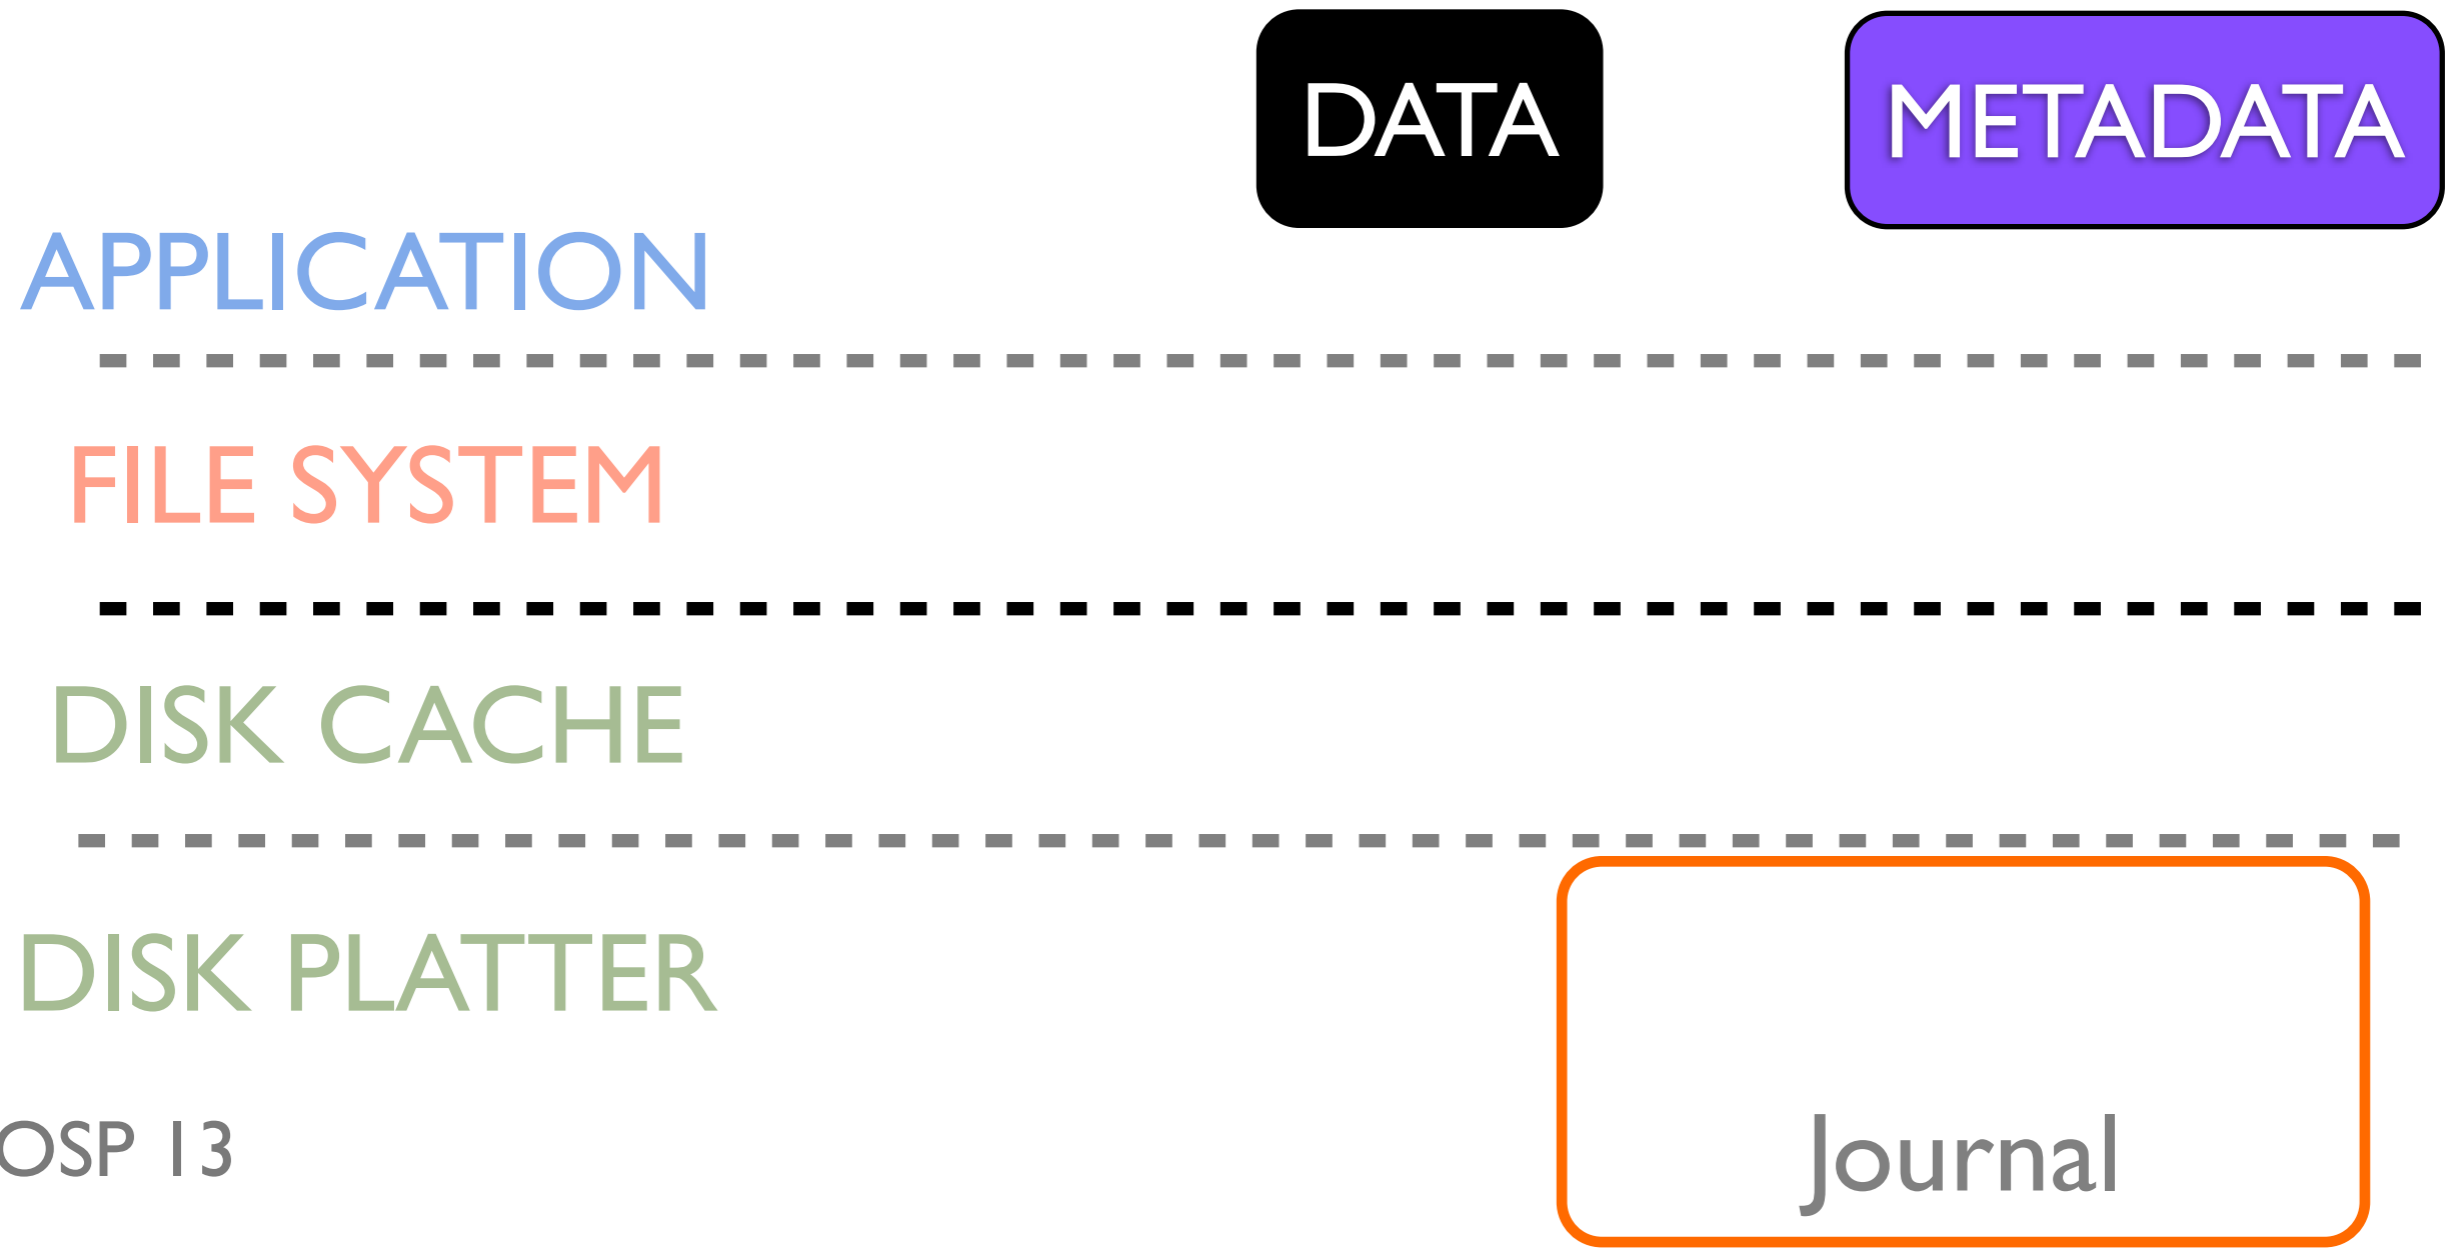 DATA METADATA
APPLICATION
FILE SYSTEM
DISK CACHE
DISK PLATTER
OSP 13
Journal